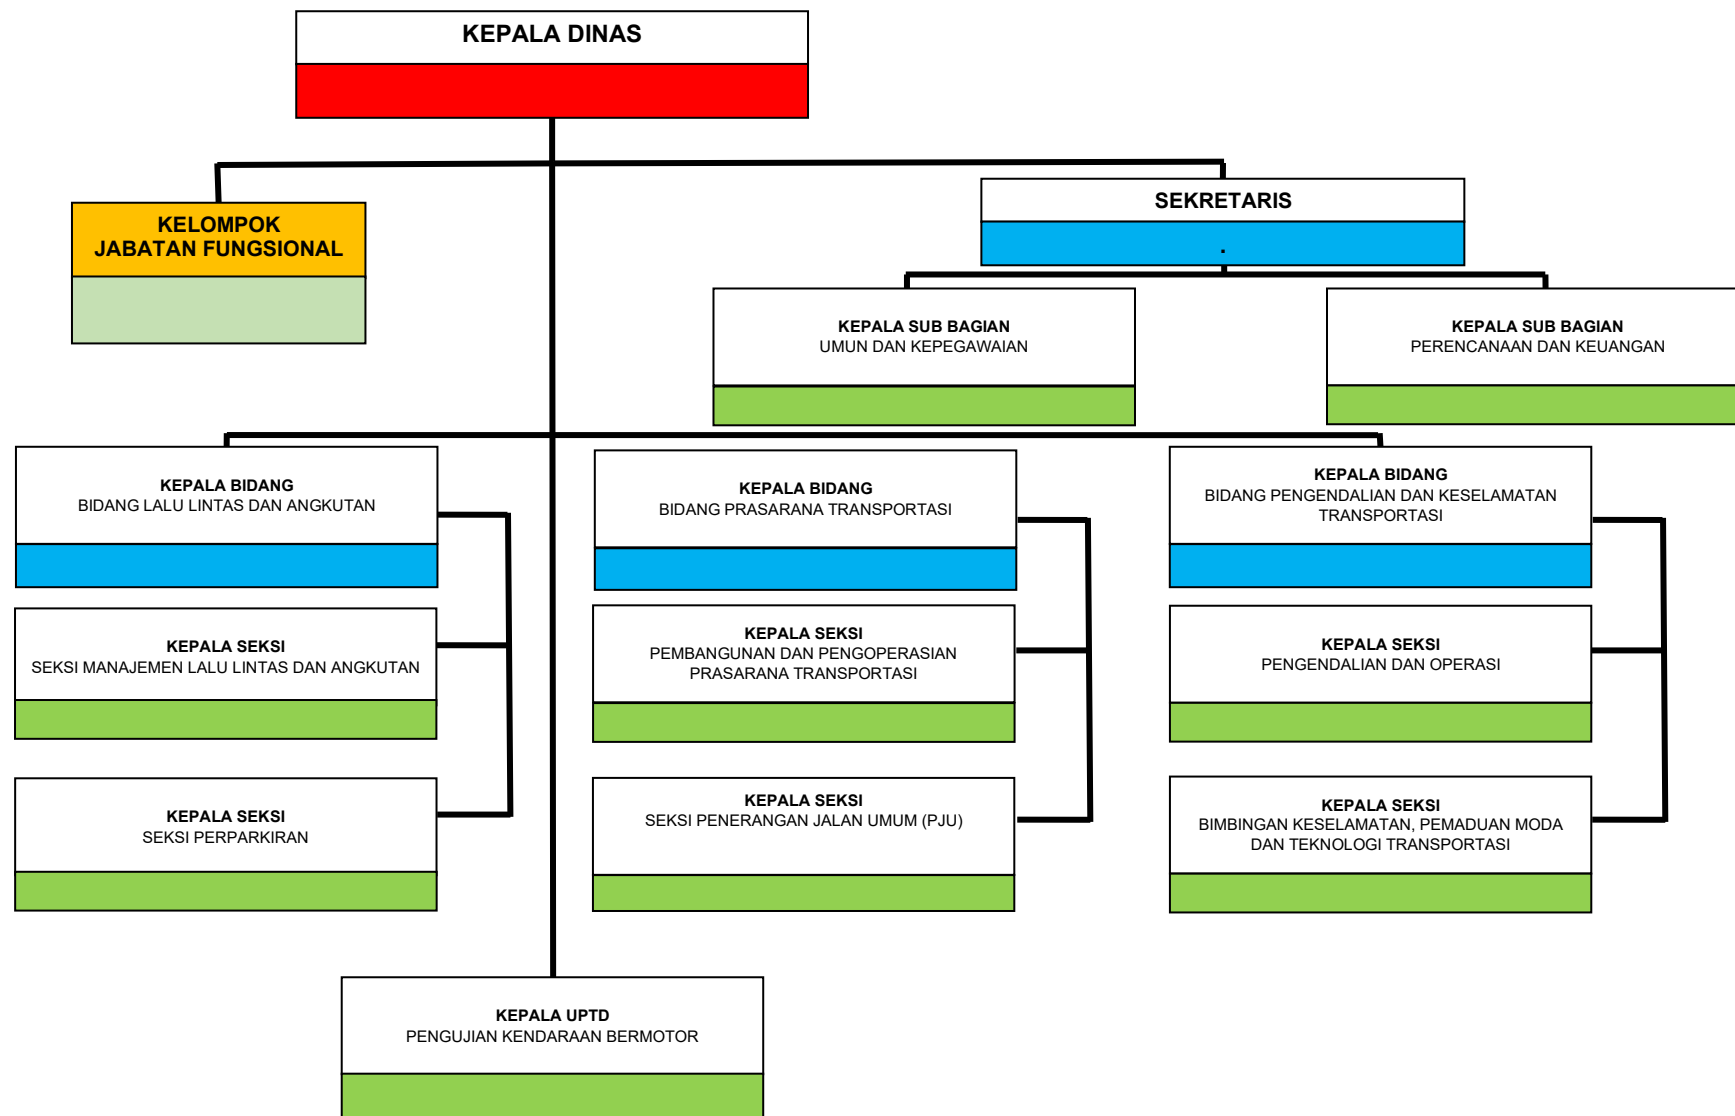 KEPALA DINAS
KELOMPOK
JABATAN FUNGSIONAL
SEKRETARIS
.
KEPALA SUB BAGIAN
UMUN DAN KEPEGAWAIAN
KEPALA SUB BAGIAN
PERENCANAAN DAN KEUANGAN
KEPALA BIDANG
BIDANG LALU LINTAS DAN ANGKUTAN
KEPALA BIDANG
BIDANG PRASARANA TRANSPORTASI
KEPALA BIDANG
BIDANG PENGENDALIAN DAN KESELAMATAN
TRANSPORTASI
KEPALA SEKSI
SEKSI MANAJEMEN LALU LINTAS DAN ANGKUTAN
KEPALA SEKSI
PEMBANGUNAN DAN PENGOPERASIAN
PRASARANA TRANSPORTASI
KEPALA SEKSI
PENGENDALIAN DAN OPERASI
KEPALA SEKSI
SEKSI PERPARKIRAN
KEPALA SEKSI
SEKSI PENERANGAN JALAN UMUM (PJU)
KEPALA SEKSI
BIMBINGAN KESELAMATAN, PEMADUAN MODA
DAN TEKNOLOGI TRANSPORTASI
KEPALA UPTD
PENGUJIAN KENDARAAN BERMOTOR